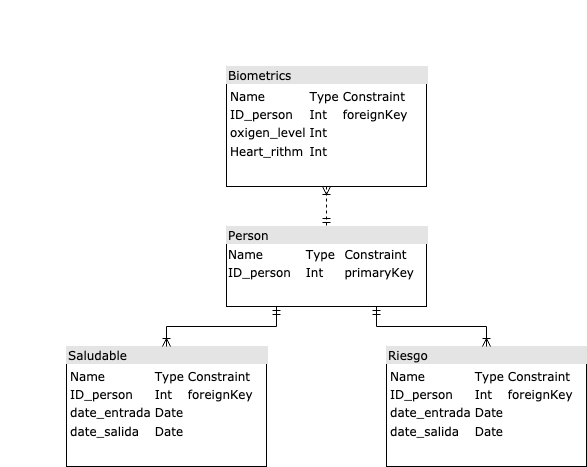 Biometrics
Name Type Constraint
ID_person Int foreignKey
oxigen_level Int
Heart_rithm Int
Person
Name Type Constraint
ID_person Int primaryKey
Saludable
Name Type Constraint
ID_person Int foreignKey
date_entrada Date
date_salida Date
Riesgo
Name Type Constraint
ID_person Int foreignKey
date_entrada Date
date_salida Date